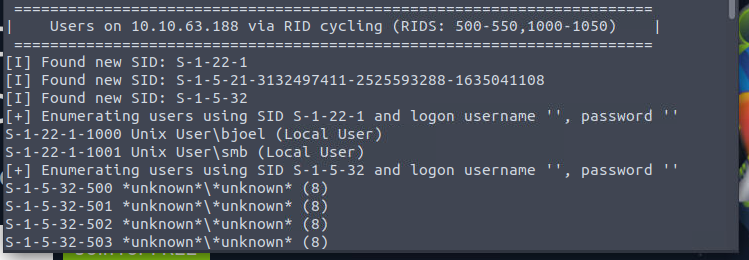 =================================================================
|    Users on 10.10.63.188 via RID cycling (RIDS: 500-550,1000-1050)    |
=================================================================
[I] Found new SID: S-1-22-1
[I] Found new SID: S-1-5-21-3132497411-2525593288-1635041108
[I] Found new SID: S-1-5-32
[+] Enumerating users using SID S-1-22-1 and logon username '', password ''
S-1-22-1-1000 Unix User\bjoel (Local User)
S-1-22-1-1001 Unix User\smb (Local User)
[+] Enumerating users using SID S-1-5-32 and logon username '', password ''
S-1-5-32-500 *unknown*\*unknown* (8)
S-1-5-32-501 *unknown*\*unknown* (8)
S-1-5-32-502 *unknown*\*unknown* (8)
S-1-5-32-503 *unknown*\*unknown* (8)